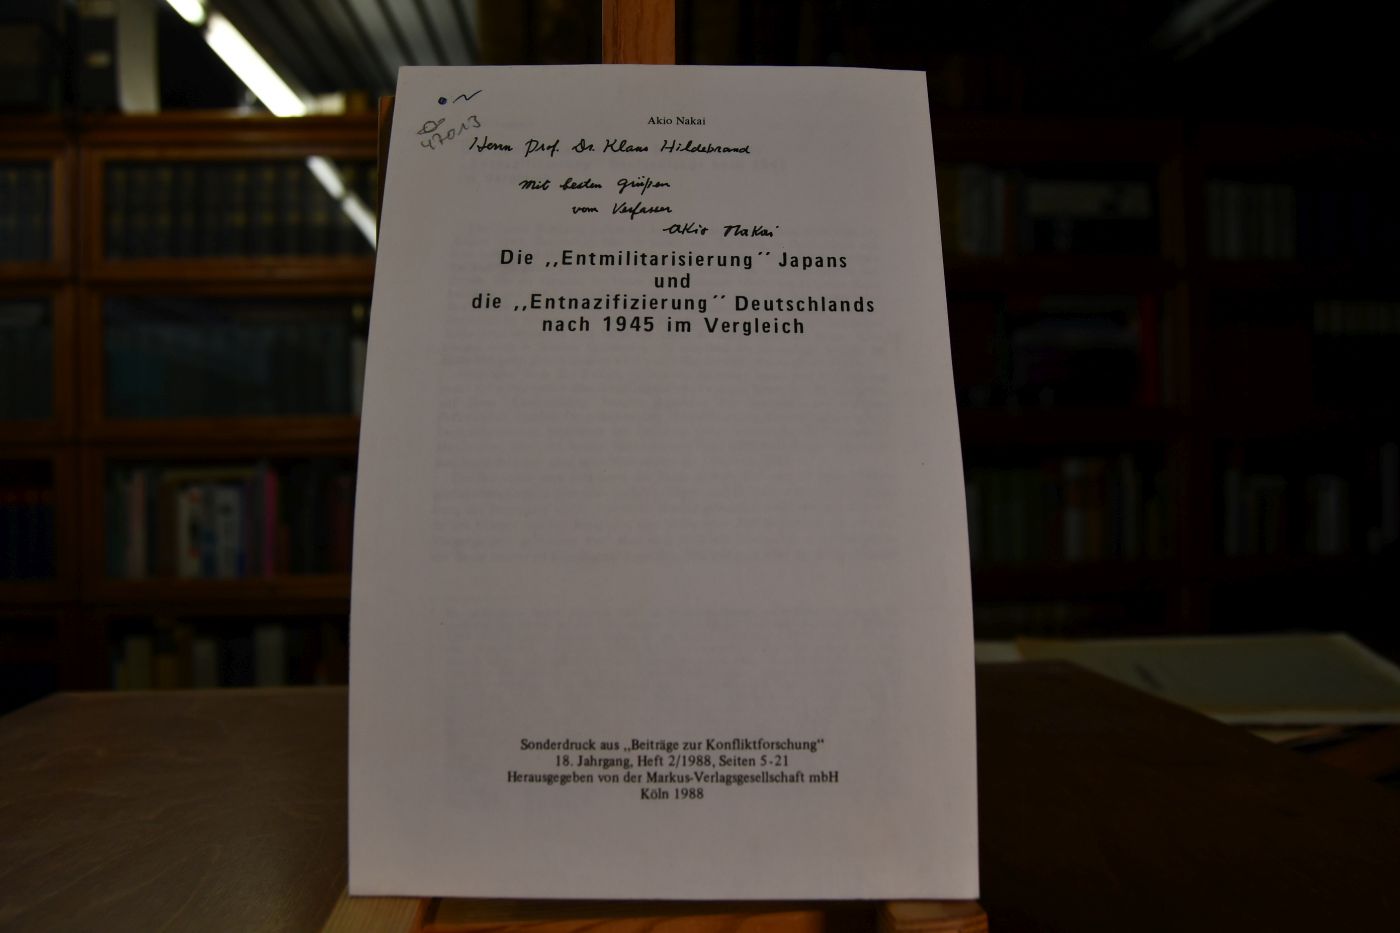 47013
Akio Nakai
Herrn Prof. Dr. Klaus Hildebrand
Mit besten Grüßen
vom Verfasser
Akio Nakai
Die ,,Entmilitarisierung´´ Japans
und
die ,,Entnazifizierung´´ Deutschlands
nach 1945 im Vergleich
Sonderdruck aus „Beiträge zur Konfliktforschung“
18. Jahrgang, Heft 2/1988, Seiten 5-21
Herausgegeben von der Markus-Verlagsgesellschaft mbH
Köln 1988